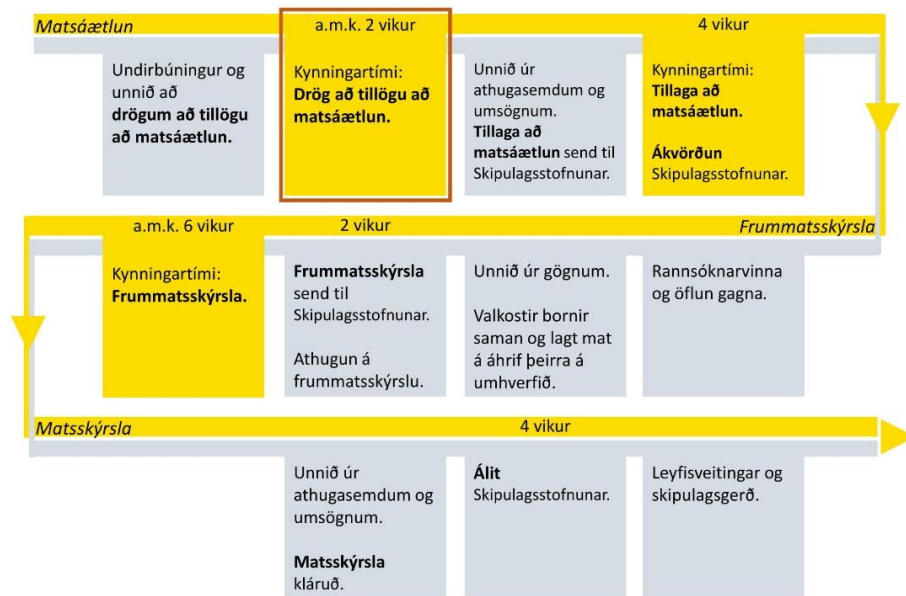 Matsáætlun
a.m.k. 2 vikur
4 vikur
Undirbúningur og
unnið að
drögum að tillögu
að matsáætlun.
Kynningartími:
Drög að tillögu að
matsáætlun.
Unnið úr
athugasemdum og
umsögnum.
Tillaga að
matsáætlun send til
Skipulagsstofnunar.
Kynningartími:
Tillaga að
matsáætlun.
Ákvörðun
Skipulagsstofnunar.
a.m.k. 6 vikur
2 vikur
Frummatsskýrsla
Kynningartími:
Frummatsskýrsla.
Frummatsskýrsla
send til
Skipulagsstofnunar.
Athugun á
frummatsskýrslu.
Unnið úr gögnum.
Valkostir bornir
saman og lagt mat
á áhrif þeirra á
umhverfið.
Rannsóknarvinna
og öflun gagna.
Matsskýrsla
4 vikur
Unnið úr
athugasemdum og
umsögnum.
Matsskýrsla
kláruð.
Álit
Skipulagsstofnunar.
Leyfisveitingar og
skipulagsgerð.